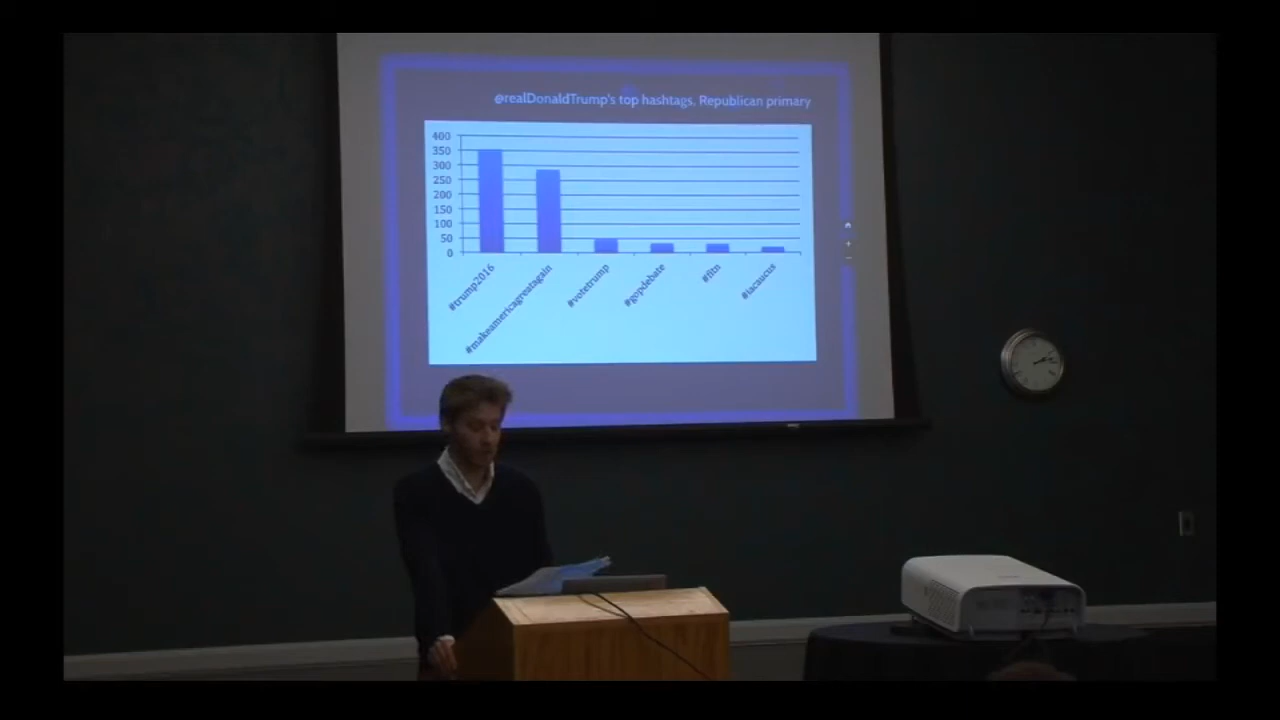 @realDonaldTrump's top hashtags, Republican primary
400
350
300
250
200
150
100
50
0
#trump2016
#makeamericagreatagain
#votetrump
#gopdebate
#fitn
#iacaucus